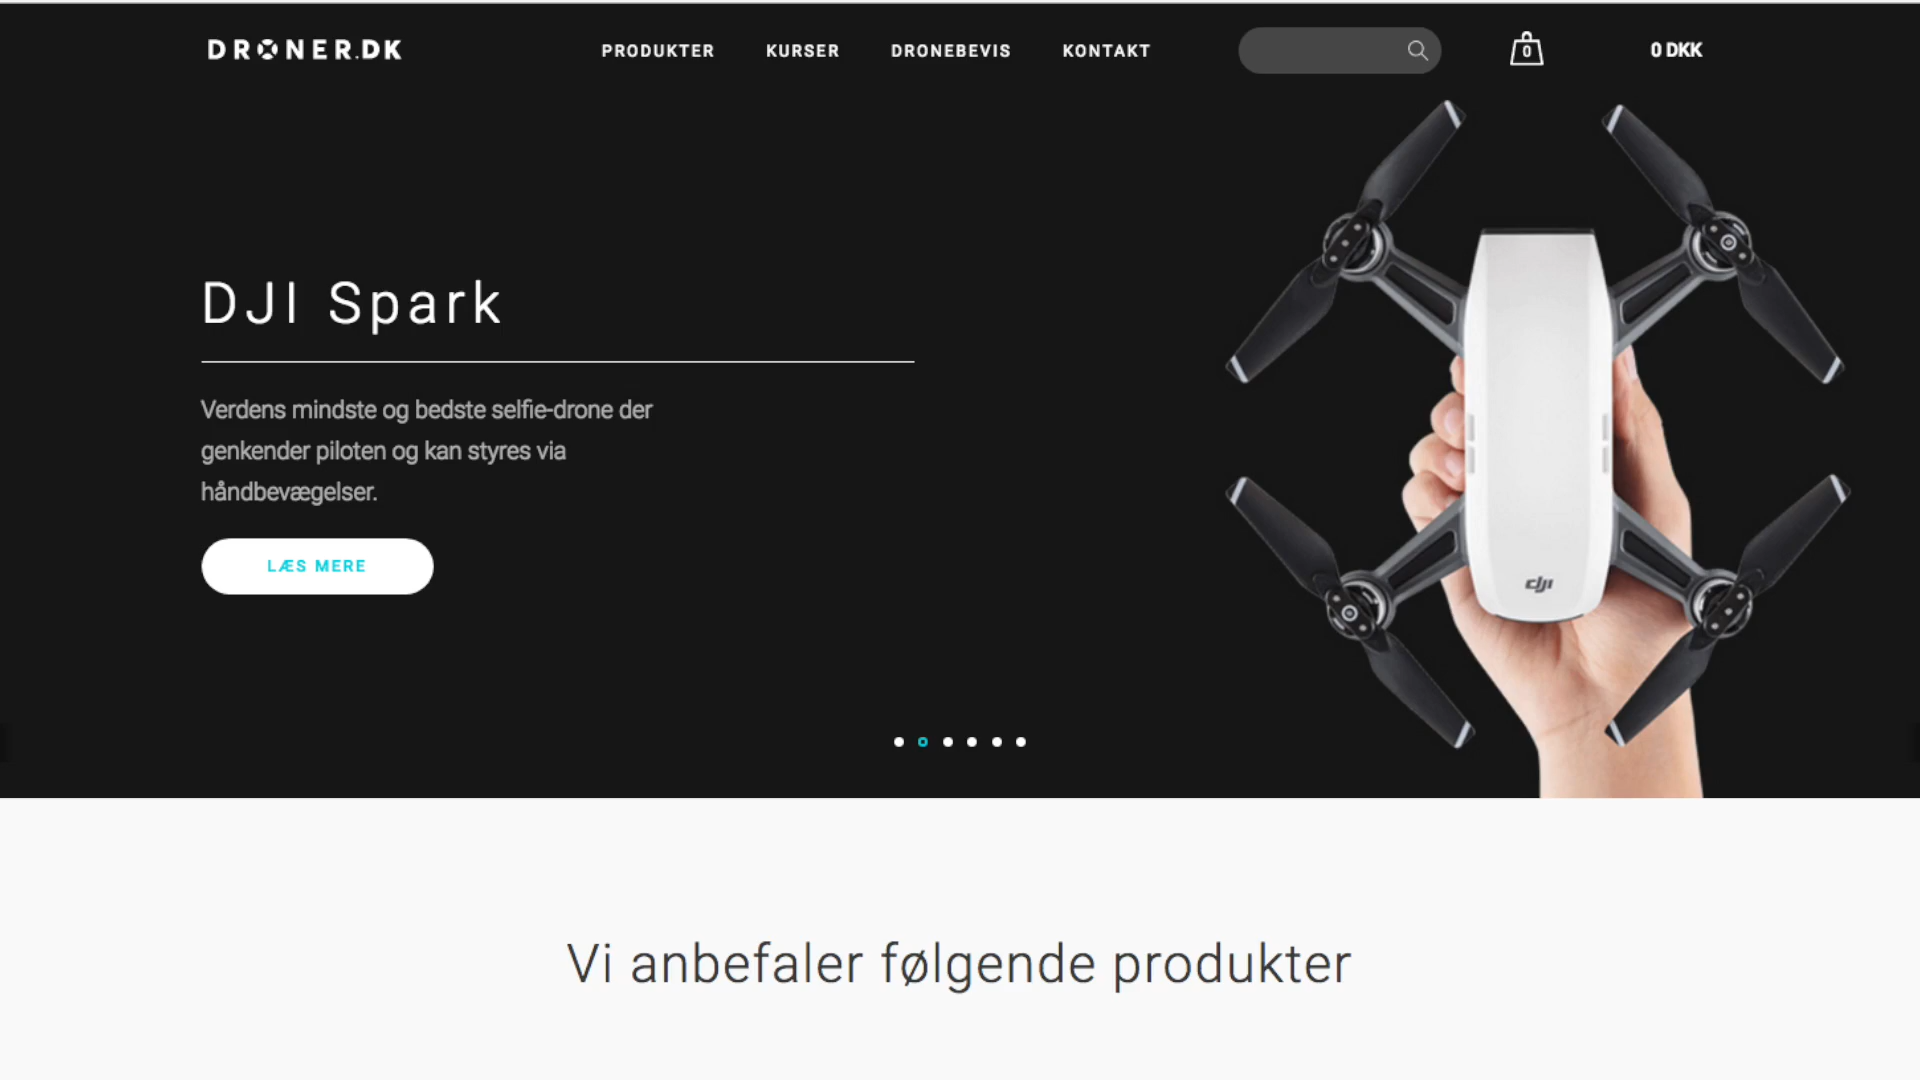 DRONER.DK
PRODUKTER
KURSER
DRONEBEVIS
KONTAKT
0
0 DKK
DJI Spark
Verdens mindste og bedste selfie-drone der
genkender piloten og kan styres via
håndbevægelser.
LÆS MERE
dji
Vi anbefaler følgende produkter